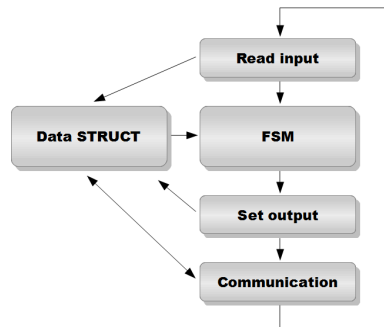 Read input
Data STRUCT
FSM
Set output
Communication